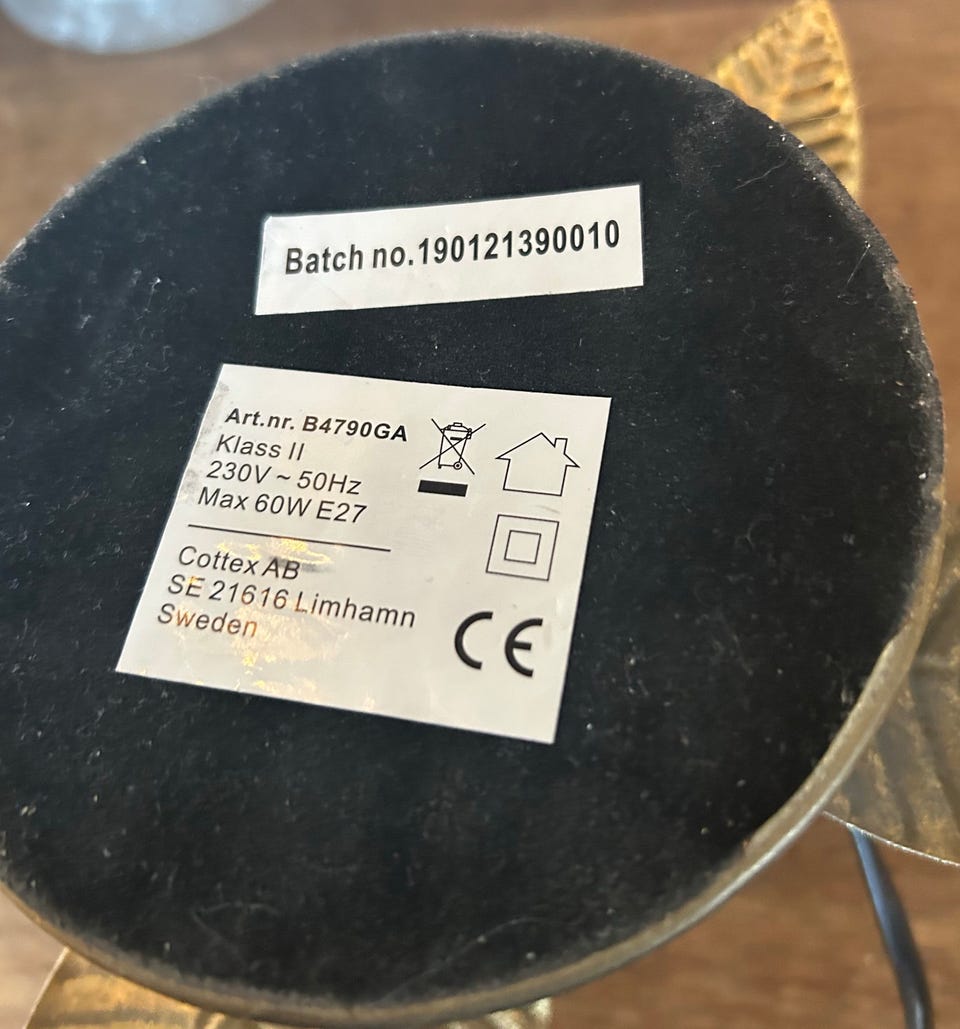 Batch no.190121390010
Art.nr. B4790GA
Klass II
230V ~ 50Hz
Max 60W E27
Cottex AB
SE 21616 Limhamn
Sweden
CE